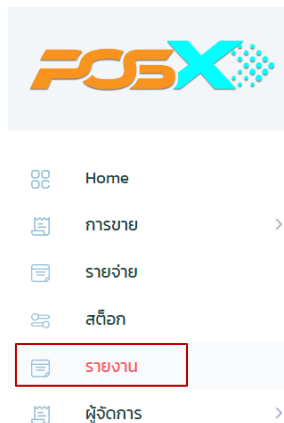 POSX
Home
การขาย
รายจ่าย
สต็อก
รายงาน
ผู้จัดการ